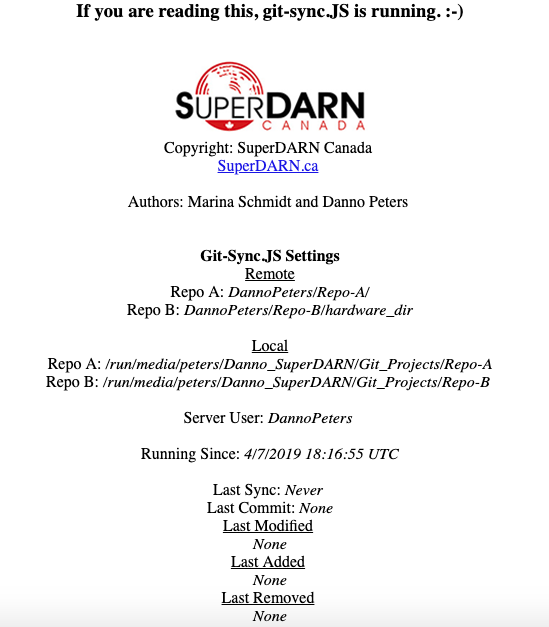 If you are reading this, git-sync.JS is running. :-)
SUPERDARN
CANADA
Copyright: SuperDARN Canada
SuperDARN.ca
Authors: Marina Schmidt and Danno Peters
Git-Sync.JS Settings
Remote
Repo A: DannoPeters/Repo-A/
Repo B: DannoPeters/Repo-B/hardware_dir
Local
Repo A: /run/media/peters/Danno_SuperDARN/Git_Projects/Repo-A
Repo B: /run/media/peters/Danno_SuperDARN/Git_Projects/Repo-B
Server User: DannoPeters
Running Since: 4/7/2019 18:16:55 UTC
Last Sync: Never
Last Commit: None
Last Modified
None
Last Added
None
Last Removed
None